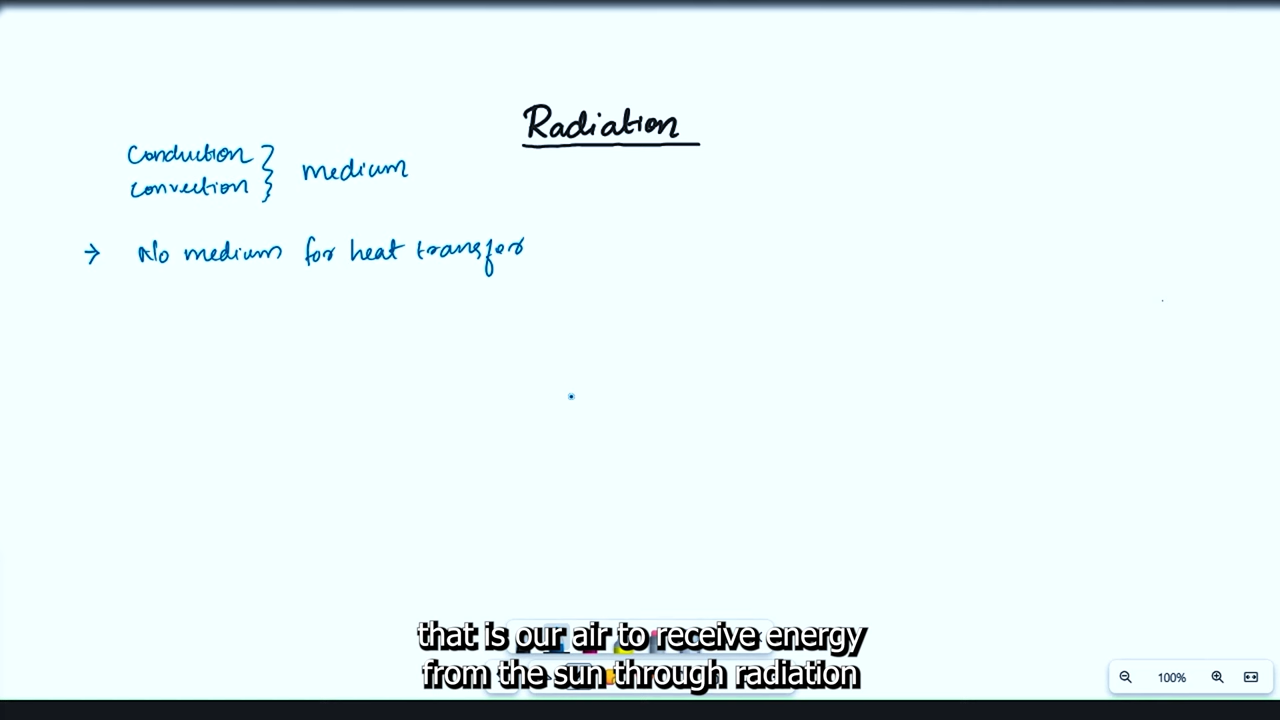 Radiation
Conduction
Convection } medium
→ No medium for heat transfer
that is our air to receive energy
from the sun through radiation
100%